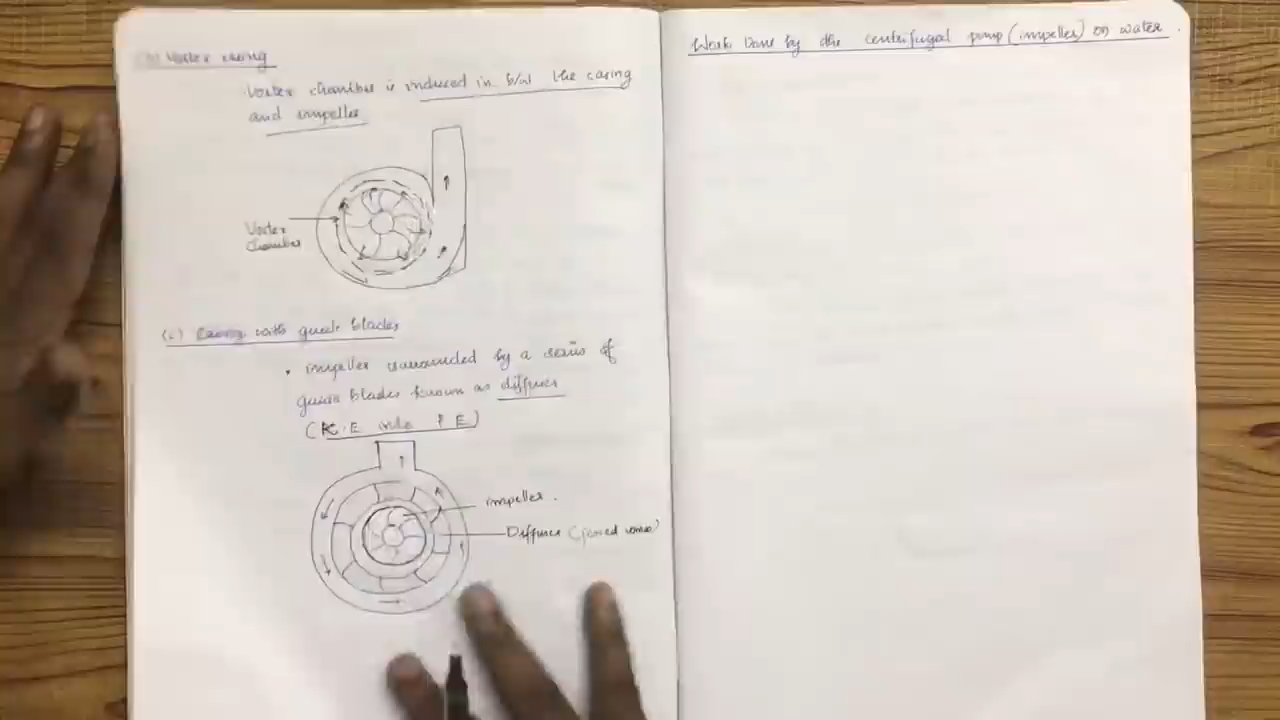 (b) Vortex casing
Vortex chamber is induced in b/w the casing
and impeller
Vortex
chamber
(c) Casing with guide blades
• impeller surrounded by a series of
guide blades known as diffuser
(K.E into P E)
impeller.
Diffuser (fixed vanes)
Work done by the centrifugal pump (impeller) on water.